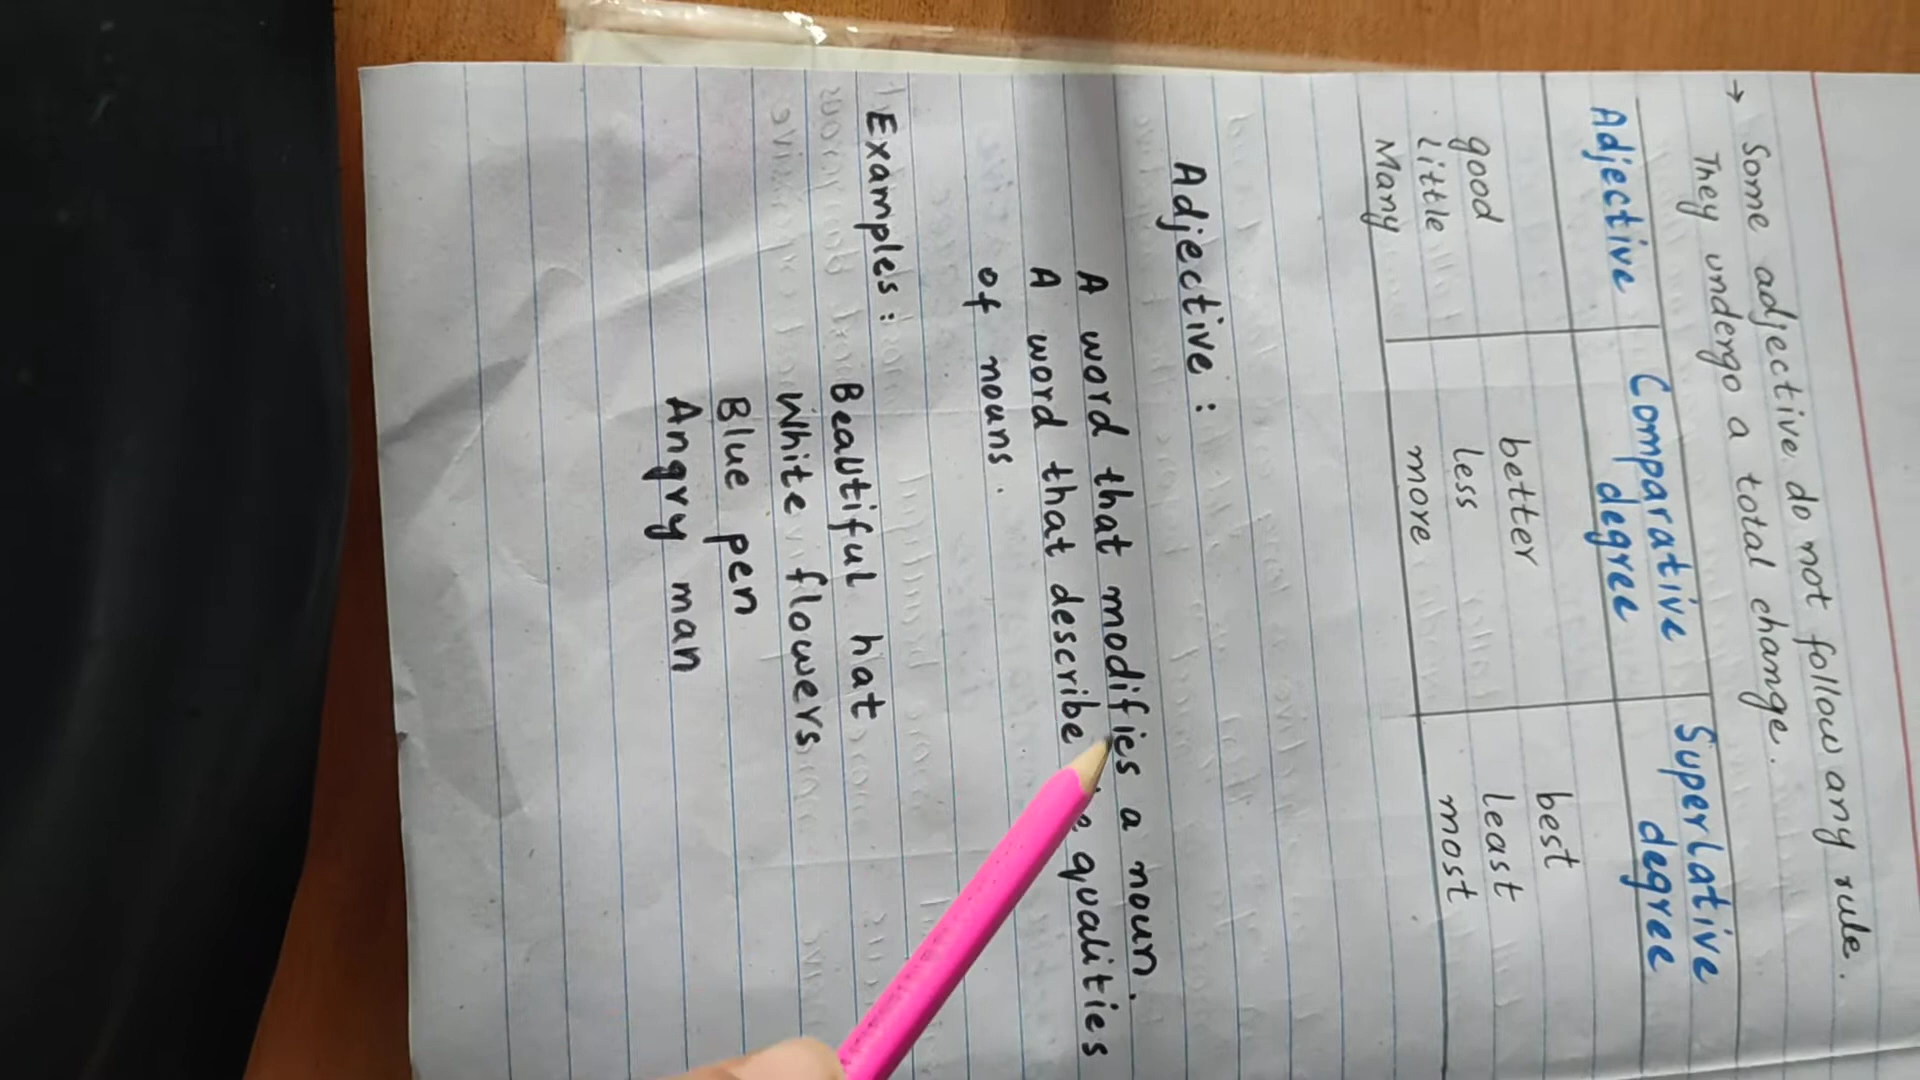 → Some adjective do not follow any rule.
They undergo a total change.
Adjective Comparative degree Superlative degree
good better best
little less least
Many more most
Adjective :
A word that modifies a noun.
A word that describe qualities
of nouns.
Examples :
Beautiful hat
White flowers
Blue pen
Angry man